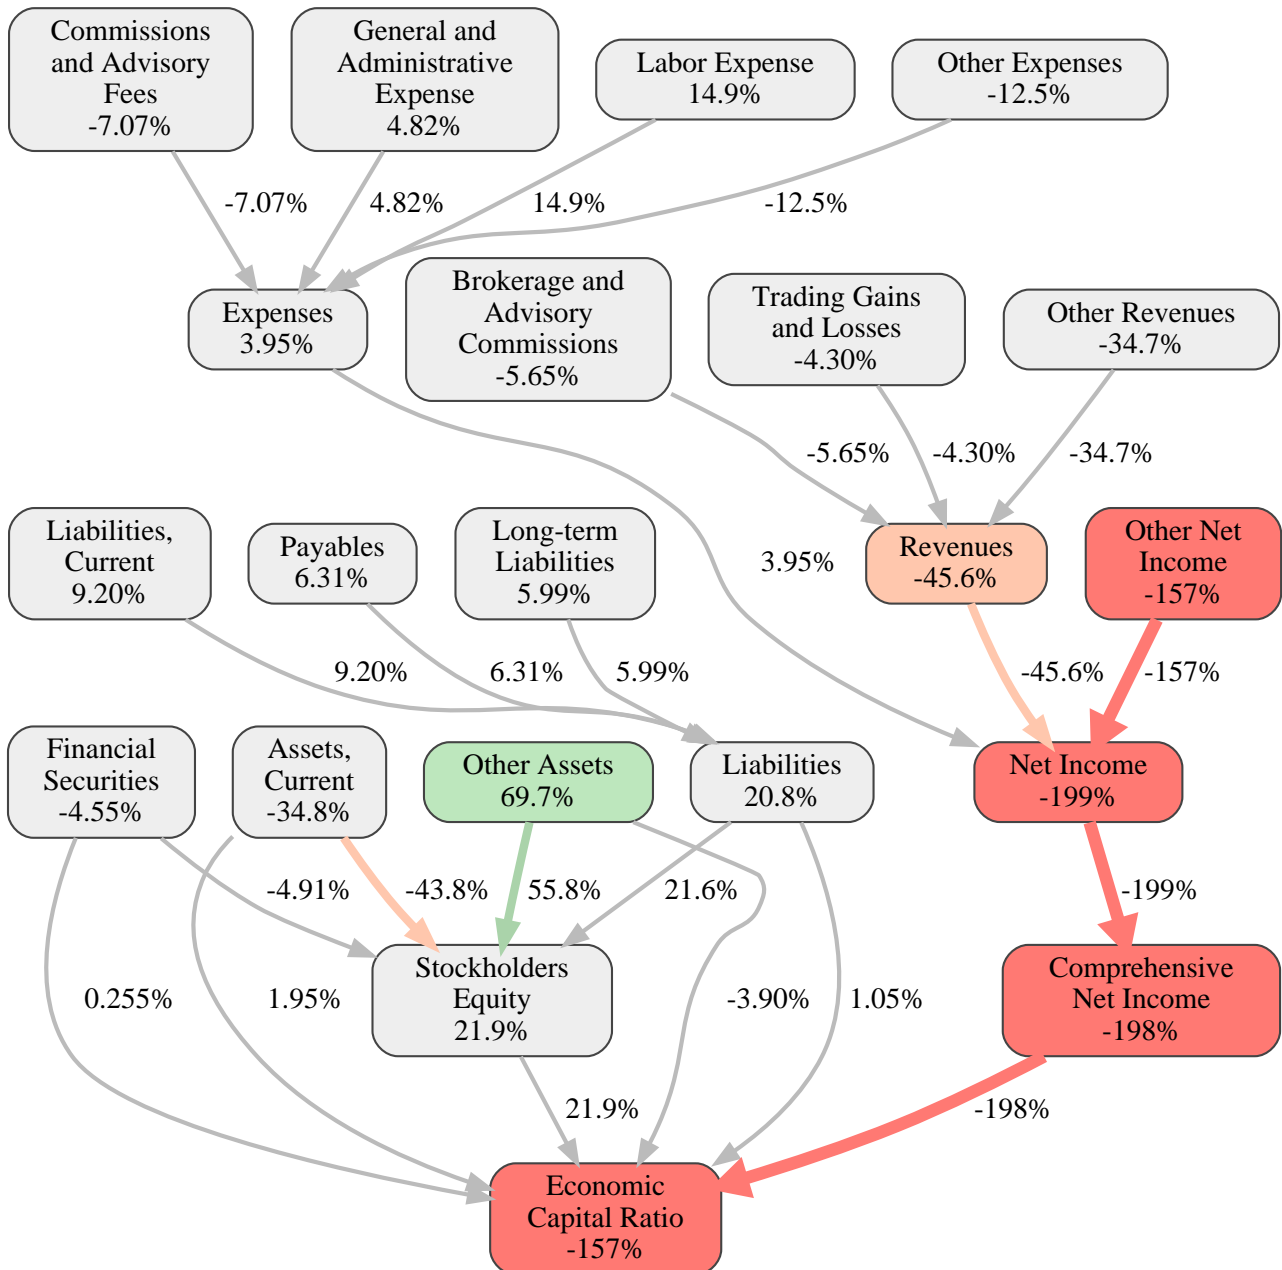 Commissions
and Advisory
Fees
-7.07%
General and
Administrative
Expense
4.82%
Labor Expense
14.9%
Other Expenses
-12.5%
-7.07%
4.82%
14.9%
-12.5%
Expenses
3.95%
Brokerage and
Advisory
Commissions
-5.65%
Trading Gains
and Losses
-4.30%
Other Revenues
-34.7%
-5.65%
-4.30%
-34.7%
Liabilities,
Current
9.20%
Payables
6.31%
Long-term
Liabilities
5.99%
3.95%
Revenues
-45.6%
Other Net
Income
-157%
9.20%
6.31%
5.99%
-45.6%
-157%
Financial
Securities
-4.55%
Assets,
Current
-34.8%
Other Assets
69.7%
Liabilities
20.8%
Net Income
-199%
-4.91%
-43.8%
55.8%
21.6%
-199%
Stockholders
Equity
21.9%
Comprehensive
Net Income
-198%
0.255%
1.95%
-3.90%
1.05%
21.9%
-198%
Economic
Capital Ratio
-157%